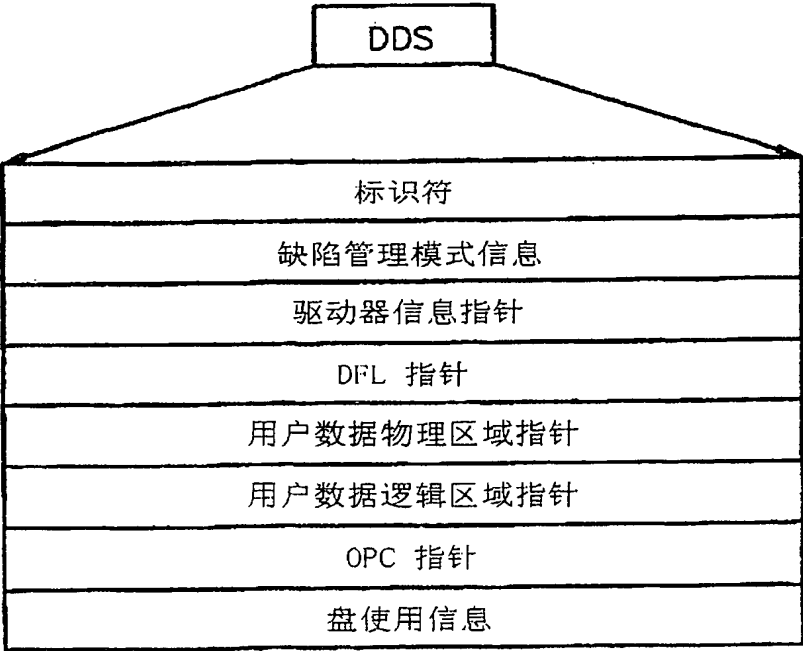 DDS
标识符
缺陷管理模式信息
驱动器信息指针
DFL 指针
用户数据物理区域指针
用户数据逻辑区域指针
OPC 指针
盘使用信息